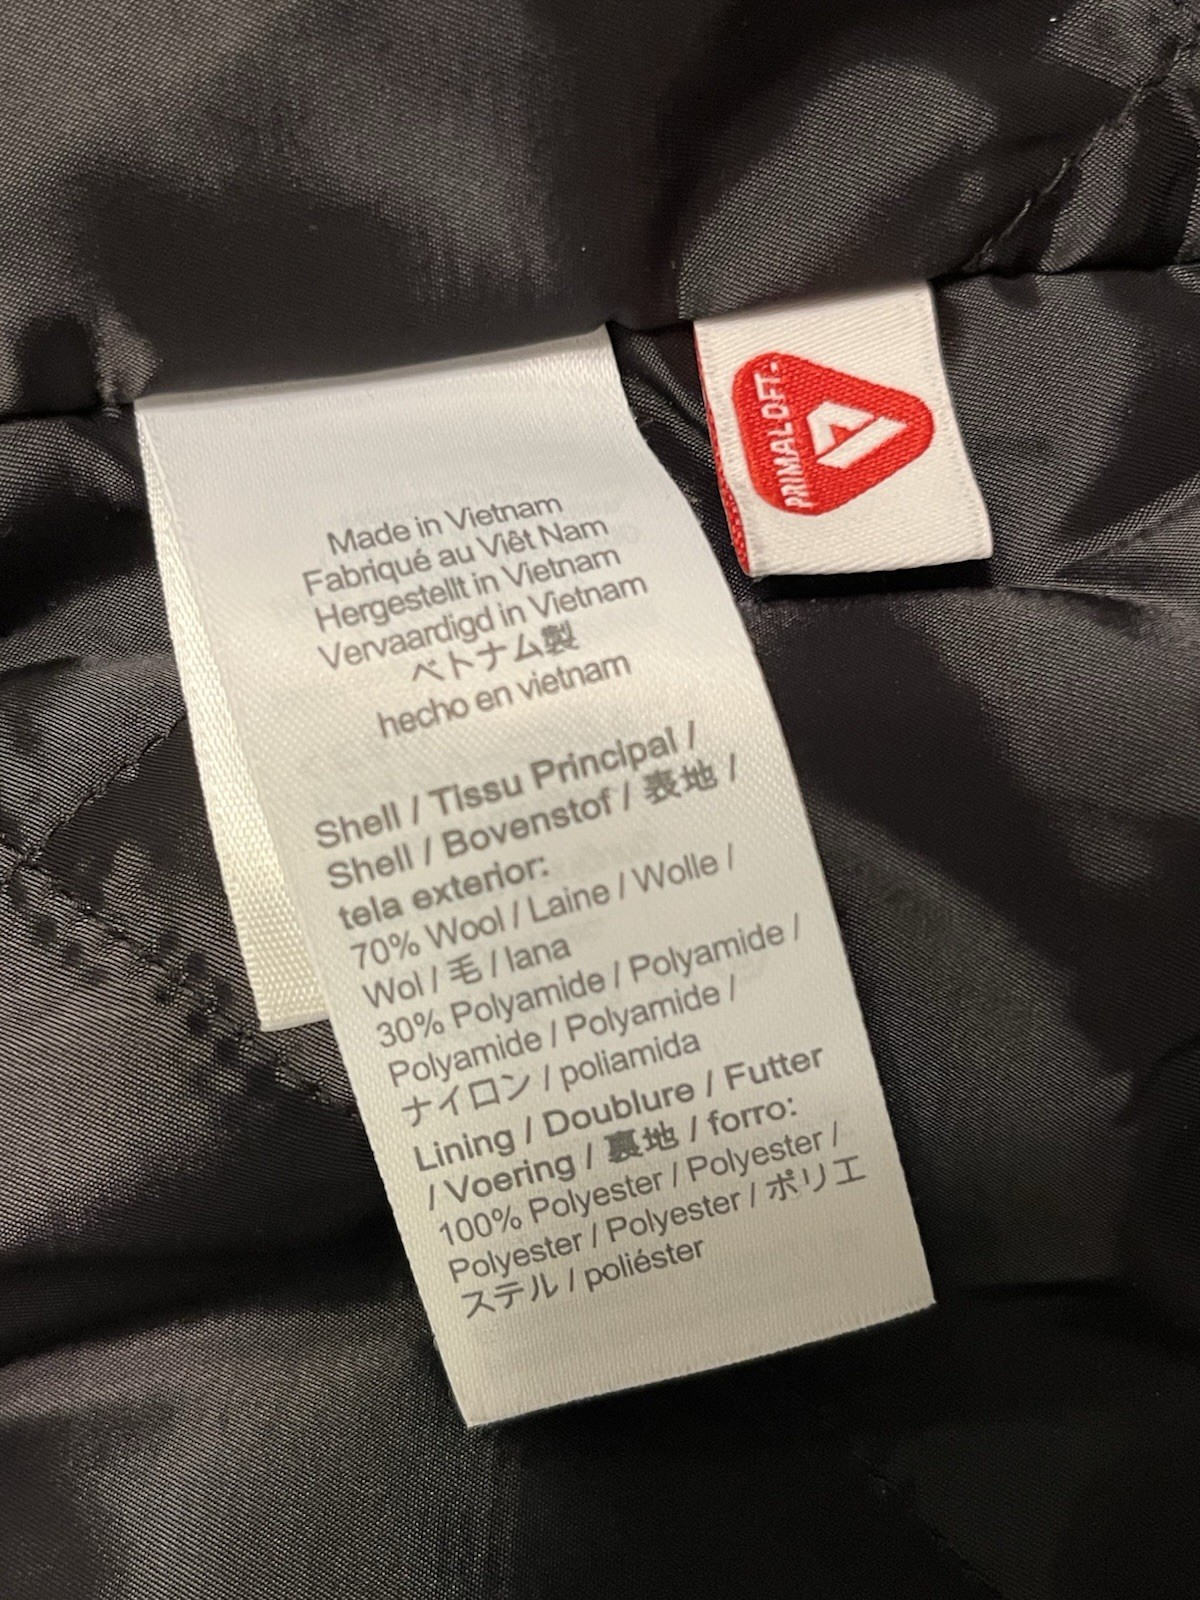 Made in Vietnam
Fabriqué au Viêt Nam
Hergestellt in Vietnam
Vervaardigd in Vietnam
ベトナム製
hecho en vietnam
Shell / Tissu Principal /
Shell / Bovenstof / 表地 /
tela exterior:
70% Wool / Laine / Wolle /
Wol / 毛 / lana
30% Polyamide / Polyamide /
Polyamide / Polyamide /
ナイロン / poliamida
Lining / Doublure / Futter
/ Voering / 裏地 / forro:
100% Polyester / Polyester /
Polyester / Polyester / ポリエ
ステル / poliéster
PRIMALOFT